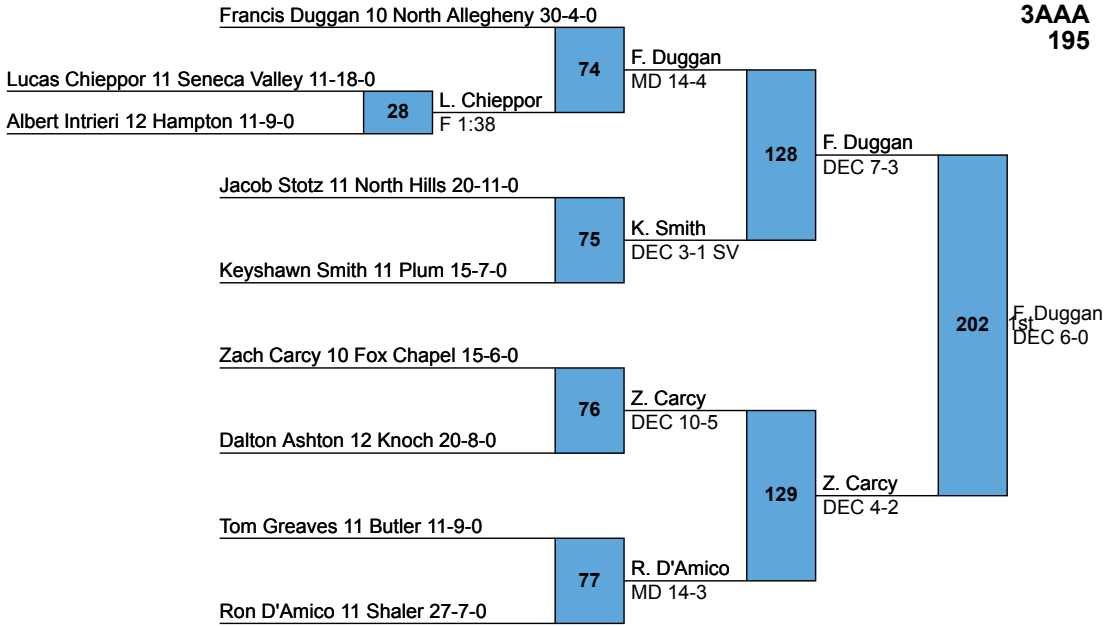 3AAA
195
Francis Duggan 10 North Allegheny 30-4-0
74
F. Duggan
MD 14-4
Lucas Chieppor 11 Seneca Valley 11-18-0
28
L. Chieppor
F 1:38
Albert Intrieri 12 Hampton 11-9-0
128
F. Duggan
DEC 7-3
Jacob Stotz 11 North Hills 20-11-0
75
K. Smith
DEC 3-1 SV
Keyshawn Smith 11 Plum 15-7-0
202
F. Duggan
1st
DEC 6-0
Zach Carcy 10 Fox Chapel 15-6-0
76
Z. Carcy
DEC 10-5
Dalton Ashton 12 Knoch 20-8-0
129
Z. Carcy
DEC 4-2
Tom Greaves 11 Butler 11-9-0
77
R. D'Amico
MD 14-3
Ron D'Amico 11 Shaler 27-7-0